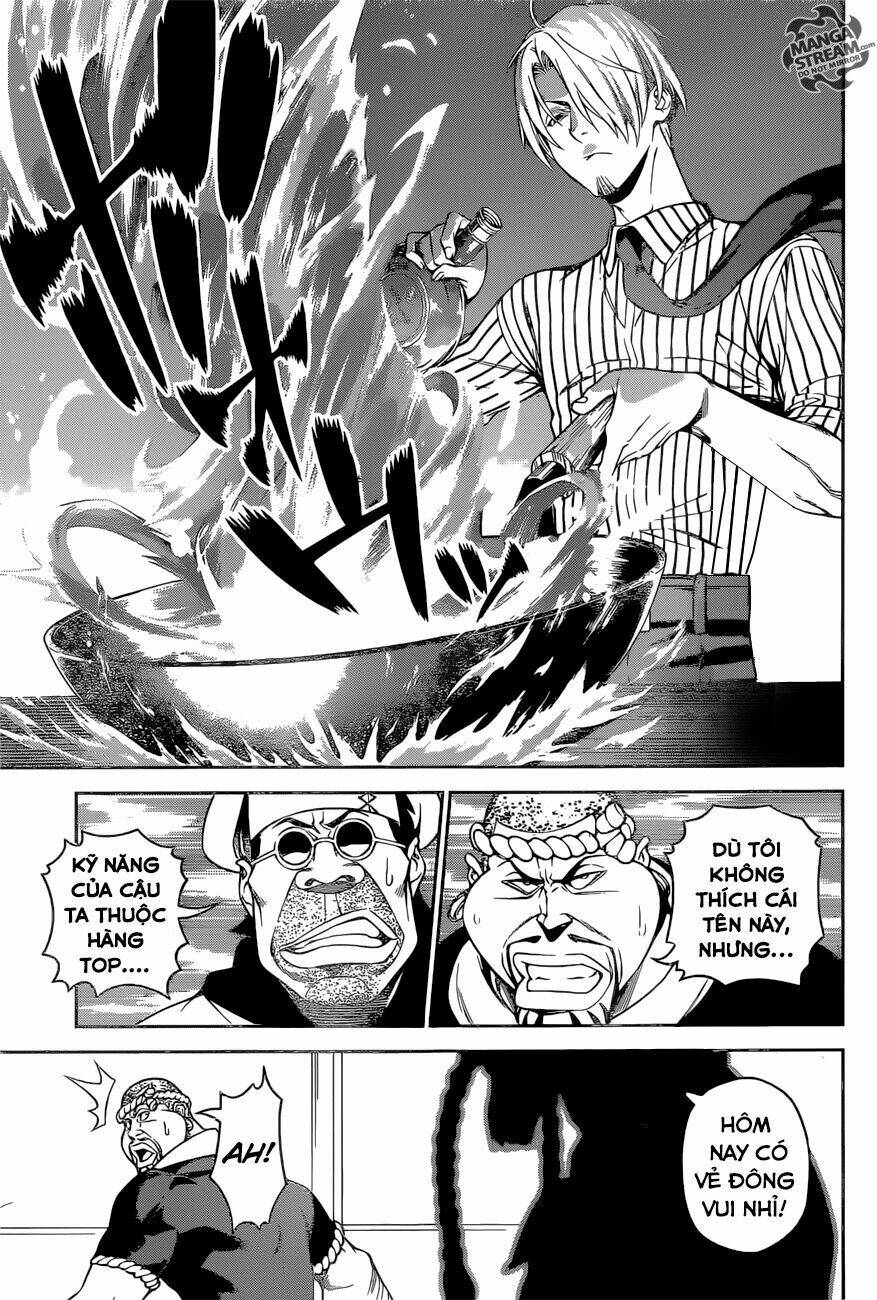 MANGA
STREAM.com
DO NOT MIRROR!
DÙ TÔI
KHÔNG
THÍCH CÁI
TÊN NÀY,
NHƯNG...
KỸ NĂNG
CỦA CẬU
TA THUỘC
HÀNG
TOP....
HÔM
NAY CÓ
VẺ ĐÔNG
VUI NHỈ!
AH!